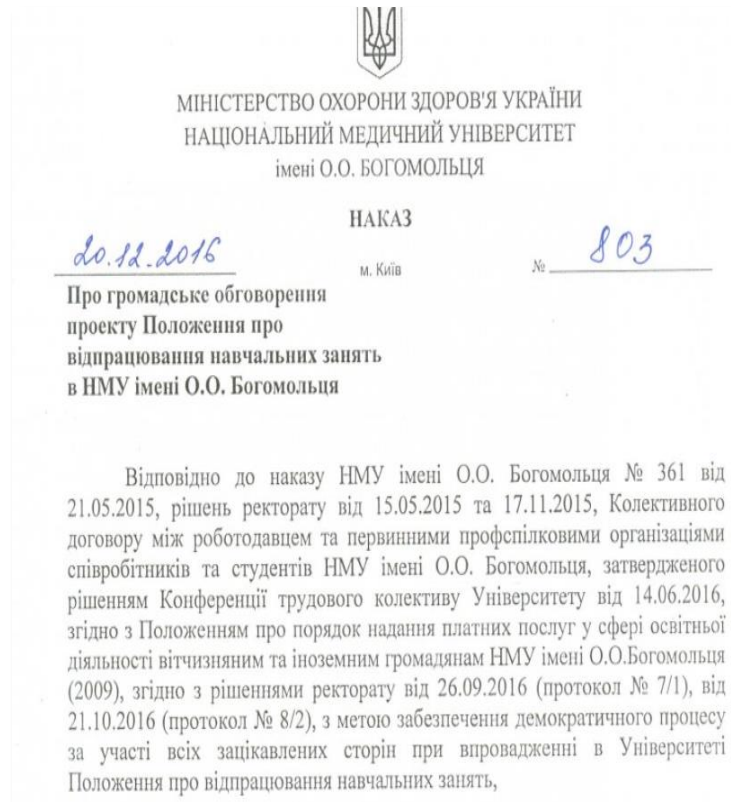 МІНІСТЕРСТВО ОХОРОНИ ЗДОРОВ'Я УКРАЇНИ
НАЦІОНАЛЬНИЙ МЕДИЧНИЙ УНІВЕРСИТЕТ
імені О.О. БОГОМОЛЬЦЯ
НАКАЗ
20.12.2016 м. Київ № 803
Про громадське обговорення
проекту Положення про
відпрацювання навчальних занять
в НМУ імені О.О. Богомольця
Відповідно до наказу НМУ імені О.О. Богомольця № 361 від
21.05.2015, рішень ректорату від 15.05.2015 та 17.11.2015, Колективного
договору між роботодавцем та первинними профспілковими організаціями
співробітників та студентів НМУ імені О.О. Богомольця, затвердженого
рішенням Конференції трудового колективу Університету від 14.06.2016,
згідно з Положенням про порядок надання платних послуг у сфері освітньої
діяльності вітчизняним та іноземним громадянам НМУ імені О.О.Богомольця
(2009), згідно з рішеннями ректорату від 26.09.2016 (протокол № 7/1), від
21.10.2016 (протокол № 8/2), з метою забезпечення демократичного процесу
за участі всіх зацікавлених сторін при впровадженні в Університеті
Положення про відпрацювання навчальних занять,